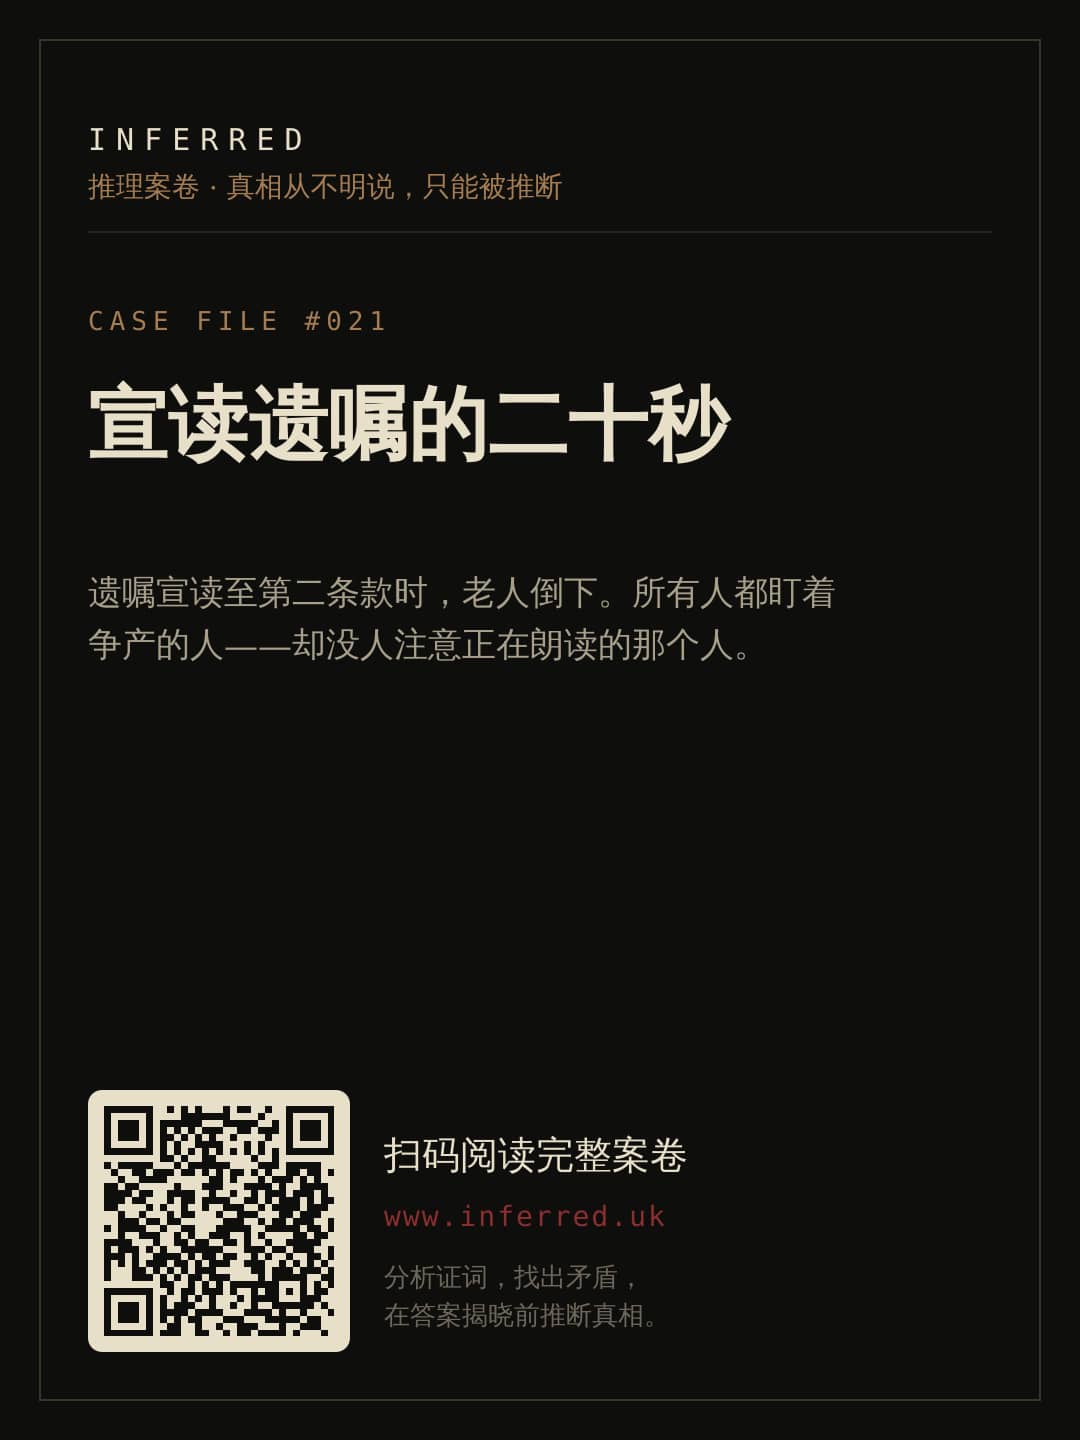 INFERRED
推理案卷 · 真相从不明说，只能被推断
CASE FILE #021
宣读遗嘱的二十秒
遗嘱宣读至第二条款时，老人倒下。所有人都盯着
争产的人——却没人注意正在朗读的那个人。
扫码阅读完整案卷
www.inferred.uk
分析证词，找出矛盾，
在答案揭晓前推断真相。